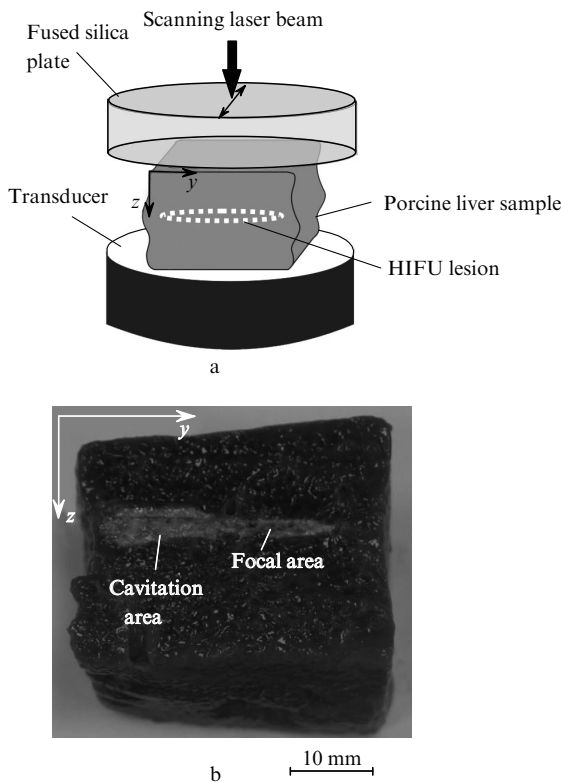 Scanning laser beam
Fused silica
plate
y
z
Transducer
Porcine liver sample
HIFU lesion
a
y
z
Focal area
Cavitation
area
b
10 mm